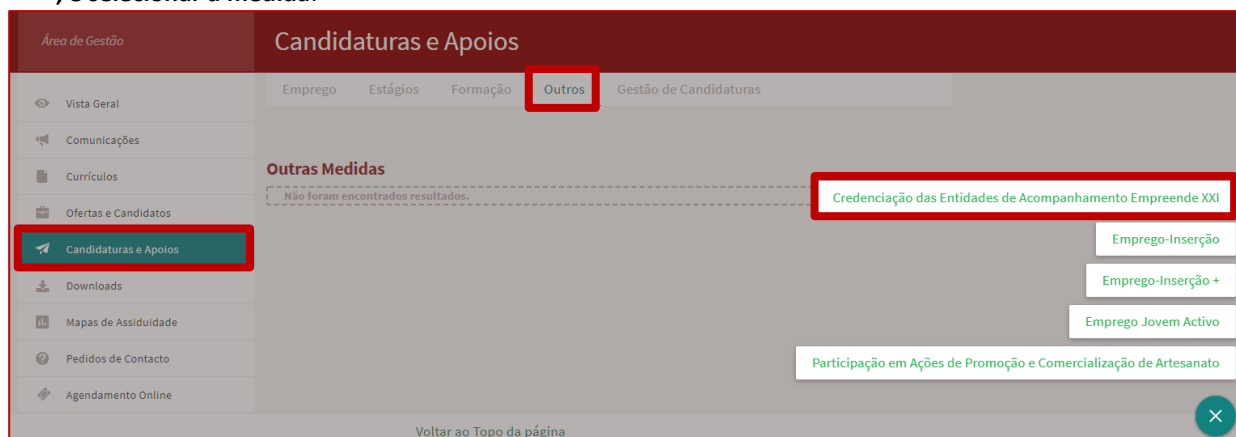 selecionar a medida.
Área de Gestão
Candidaturas e Apoios
Emprego Estágios Formação Outros Gestão de Candidaturas
Vista Geral
Comunicações
Currículos
Ofertas e Candidatos
Candidaturas e Apoios
Downloads
Mapas de Assiduidade
Pedidos de Contacto
Agendamento Online
Outras Medidas
Não foram encontrados resultados.
Credenciação das Entidades de Acompanhamento Empreende XXI
Emprego-Inserção
Emprego-Inserção +
Emprego Jovem Activo
Participação em Ações de Promoção e Comercialização de Artesanato
Voltar ao Topo da página